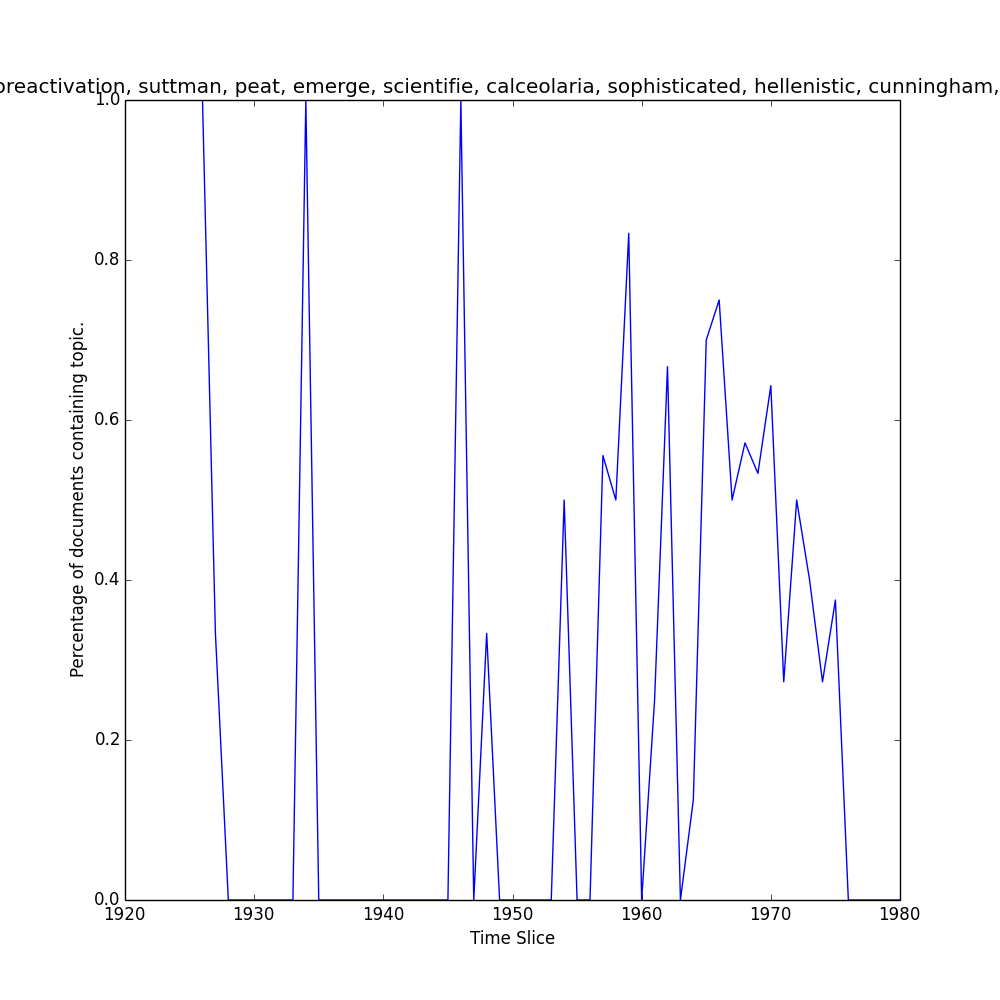 oreactivation, suttman, peat, emerge, scientifie, calceolaria, sophisticated, hellenistic, cunningham,
1.0
0.8
0.6
0.4
0.2
0.0
Percentage of documents containing topic.
1920 1930 1940 1950 1960 1970 1980
Time Slice